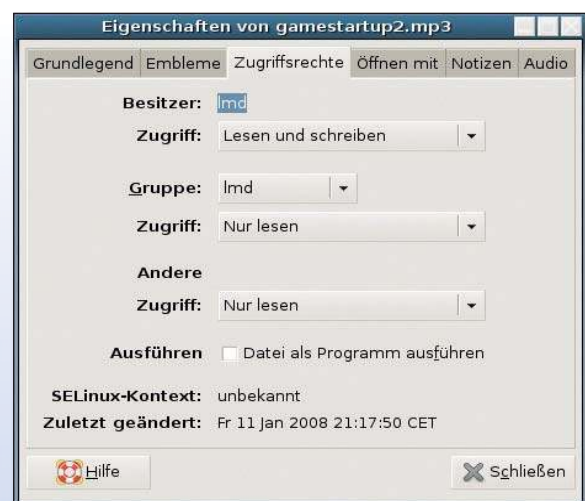 Eigenschaften von gamestartup2.mp3
Grundlegend Embleme Zugriffsrechte Öffnen mit Notizen Audio
Besitzer: lmd
Zugriff: Lesen und schreiben
Gruppe: lmd
Zugriff: Nur lesen
Andere
Zugriff: Nur lesen
Ausführen Datei als Programm ausführen
SELinux-Kontext: unbekannt
Zuletzt geändert: Fr 11 Jan 2008 21:17:50 CET
Hilfe Schließen